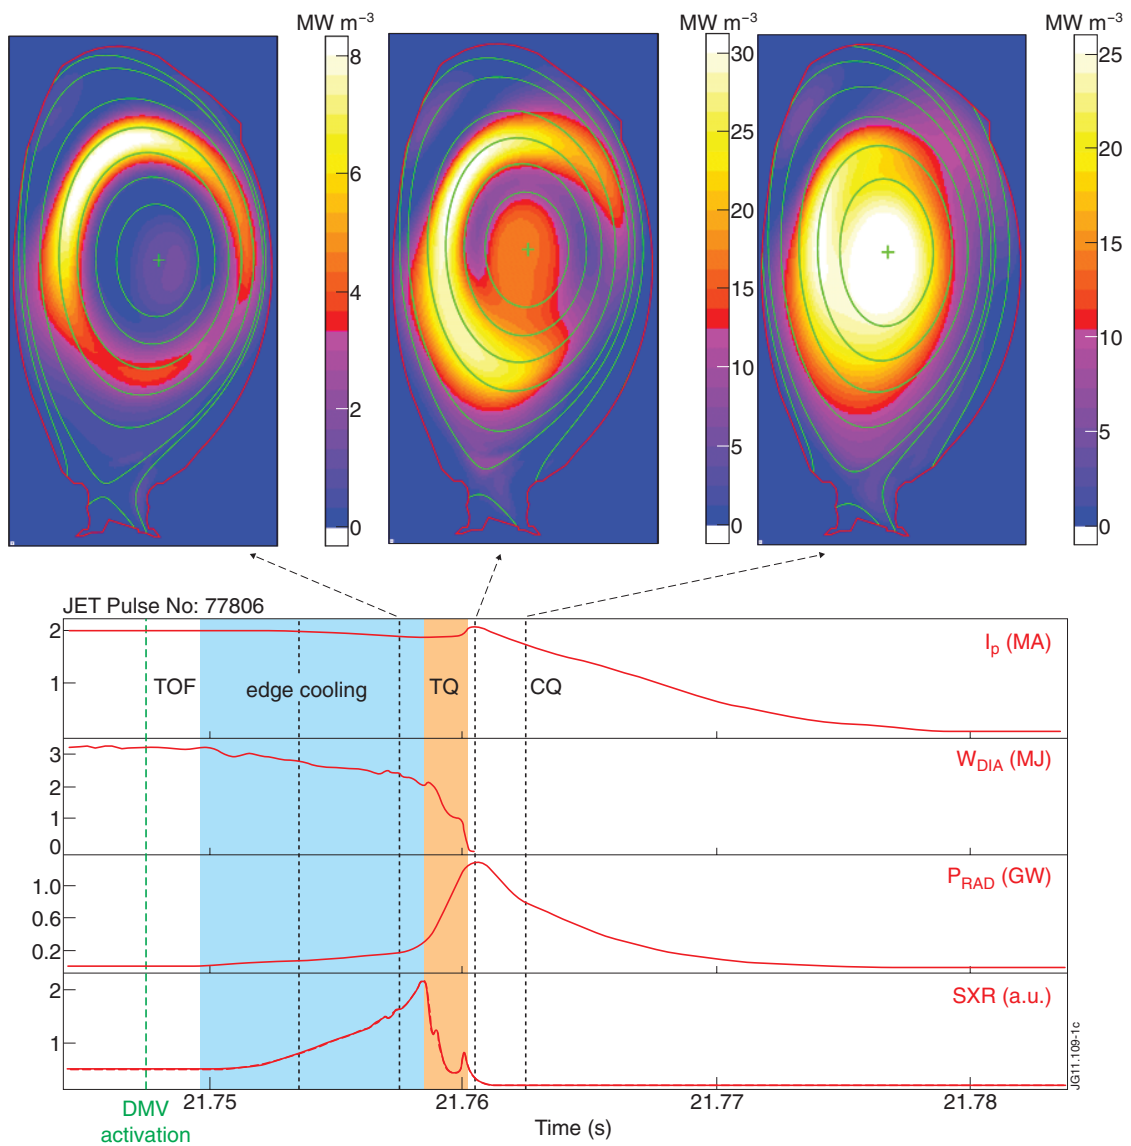 MW m⁻³
8
6
4
2
0
MW m⁻³
30
25
20
15
10
5
0
MW m⁻³
25
20
15
10
5
0
JET Pulse No: 77806
2
1
TOF
edge cooling
TQ
CQ
Iₚ (MA)
3
2
1
0
W_DIA (MJ)
1.0
0.6
0.2
P_RAD (GW)
2
1
SXR (a.u.)
JG11.109-1c
21.75
21.76
21.77
21.78
DMV
activation
Time (s)